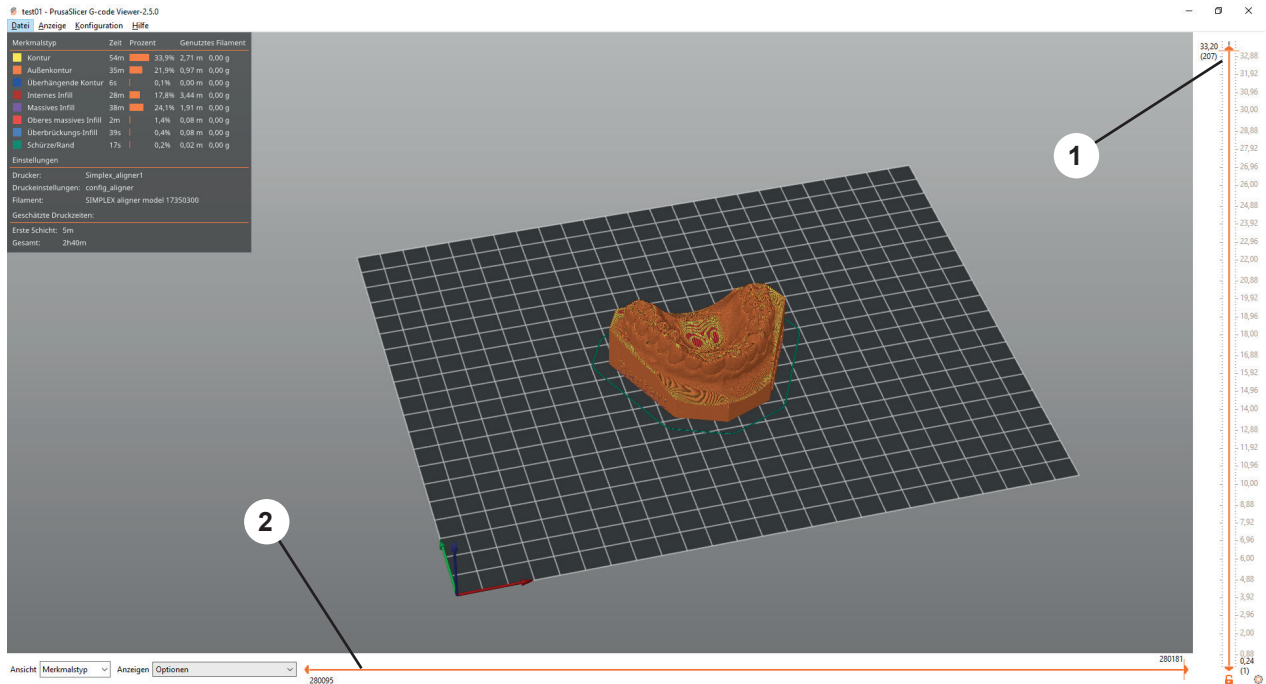 test01 - PrusaSlicer G-code Viewer-2.5.0
Datei Anzeige Konfiguration Hilfe
Merkmalstyp Zeit Prozent Genutztes Filament
Kontur 54m 33,9% 2,71 m 0,00 g
Außenkontur 35m 21,9% 0,97 m 0,00 g
Überhängende Kontur 6s 0,1% 0,00 m 0,00 g
Internes Infill 28m 17,8% 3,44 m 0,00 g
Massives Infill 38m 24,1% 1,91 m 0,00 g
Oberes massives Infill 2m 1,4% 0,08 m 0,00 g
Überbrückungs-Infill 39s 0,4% 0,08 m 0,00 g
Schürze/Rand 17s 0,2% 0,02 m 0,00 g
Einstellungen
Drucker: Simplex_aligner1
Druckeinstellungen: config_aligner
Filament: SIMPLEX aligner model 17350300
Geschätzte Druckzeiten:
Erste Schicht: 5m
Gesamt: 2h40m
1
2
33,20
(207)
32,88
31,92
30,96
30,00
28,88
27,92
26,96
26,00
24,88
23,92
22,96
22,00
20,88
19,92
18,96
18,00
16,88
15,92
14,96
14,00
12,88
11,92
10,96
10,00
8,88
7,92
6,96
6,00
4,88
3,92
2,96
2,00
0,88
0,24
(1)
Ansicht Merkmalstyp Anzeigen Optionen
280181
280095